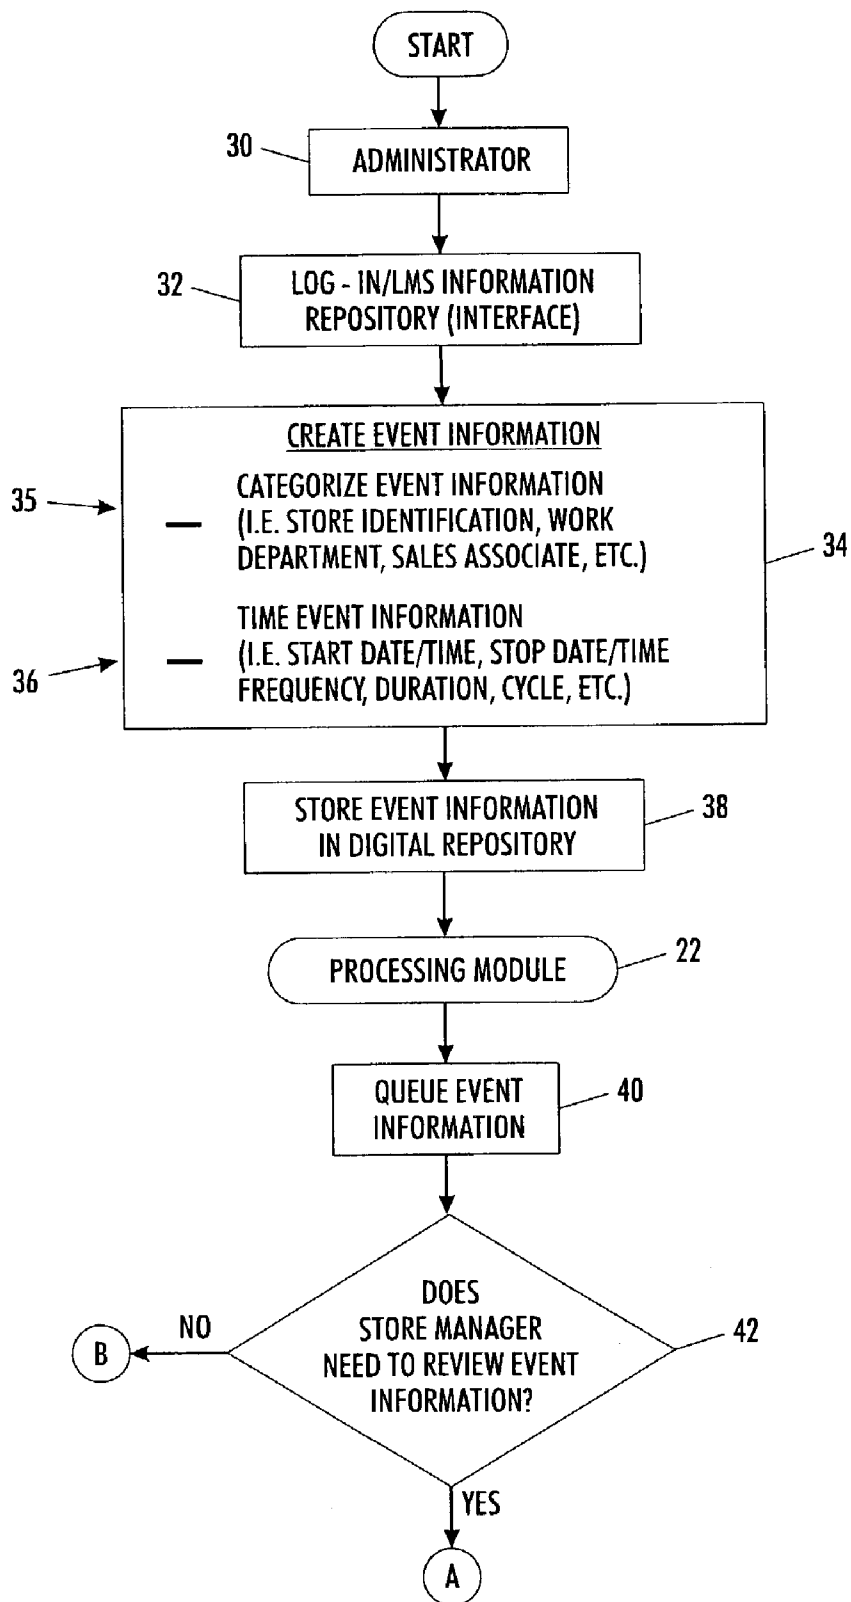 START
30
ADMINISTRATOR
32
LOG - IN/LMS INFORMATION
REPOSITORY (INTERFACE)
CREATE EVENT INFORMATION
35
— CATEGORIZE EVENT INFORMATION
(I.E. STORE IDENTIFICATION, WORK
DEPARTMENT, SALES ASSOCIATE, ETC.)
34
36
— TIME EVENT INFORMATION
(I.E. START DATE/TIME, STOP DATE/TIME
FREQUENCY, DURATION, CYCLE, ETC.)
STORE EVENT INFORMATION
IN DIGITAL REPOSITORY
38
PROCESSING MODULE
22
QUEUE EVENT
INFORMATION
40
DOES
STORE MANAGER
NEED TO REVIEW EVENT
INFORMATION?
42
NO
B
YES
A